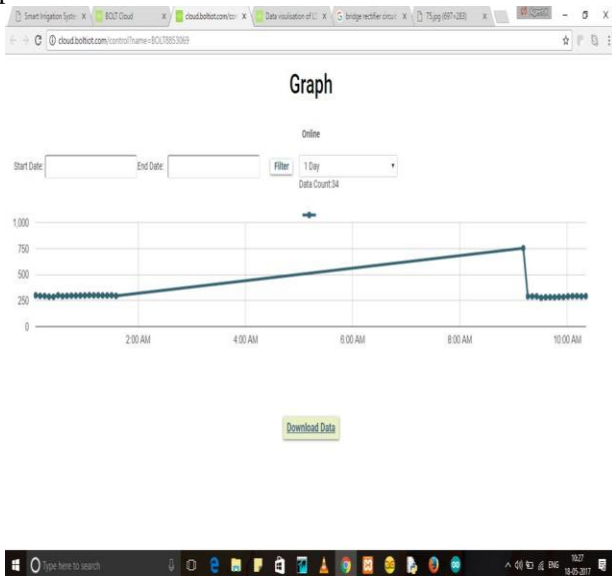 Smart Irrigation Syste
BOLT Cloud
cloud.boltiot.com/co
Data vsulisation of L
bridge rectifier circuit
75.jpg (697×283)
cloud.boltiot.com/control?name=BOLT8853069
Graph
Online
Start Date:
End Date:
Filter
1 Day
Data Count:34
1,000
750
500
250
0
2:00 AM
4:00 AM
6:00 AM
8:00 AM
10:00 AM
Download Data
Type here to search
ENG
10:27
18-05-2017